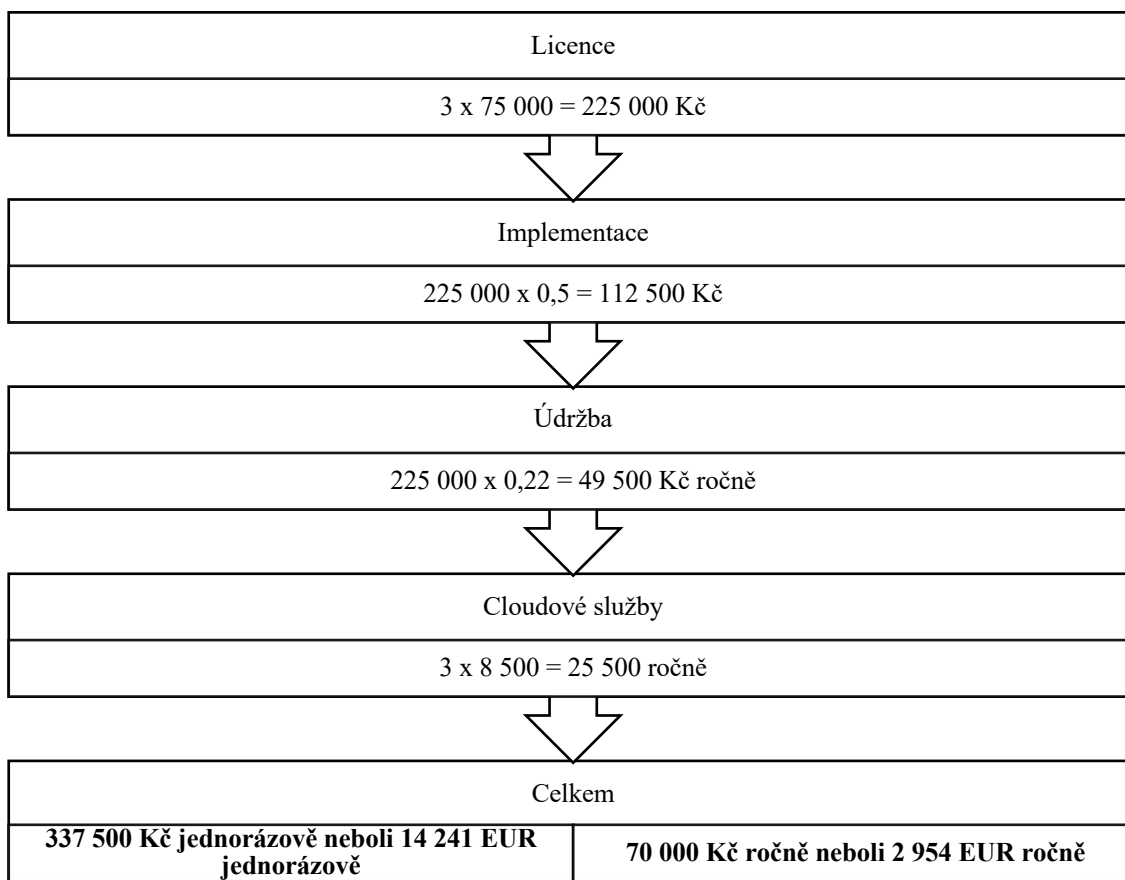 Licence
3 x 75 000 = 225 000 Kč
Implementace
225 000 x 0,5 = 112 500 Kč
Údržba
225 000 x 0,22 = 49 500 Kč ročně
Cloudové služby
3 x 8 500 = 25 500 ročně
Celkem
337 500 Kč jednorázově neboli 14 241 EUR
jednorázově
70 000 Kč ročně neboli 2 954 EUR ročně